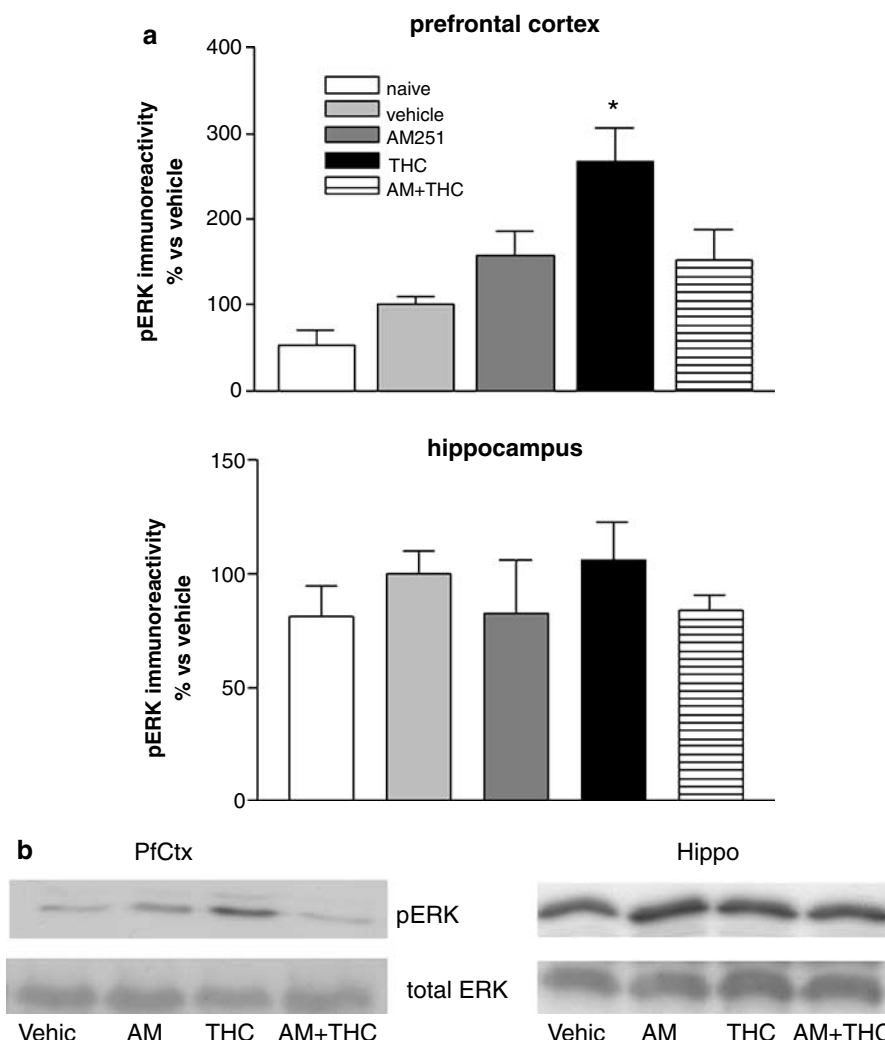 a
prefrontal cortex
pERK immunoreactivity
% vs vehicle
400
300
200
100
0
naive
vehicle
AM251
THC
AM+THC
*
hippocampus
pERK immunoreactivity
% vs vehicle
150
100
50
0
b
PfCtx
Hippo
pERK
total ERK
Vehic AM THC AM+THC
Vehic AM THC AM+THC